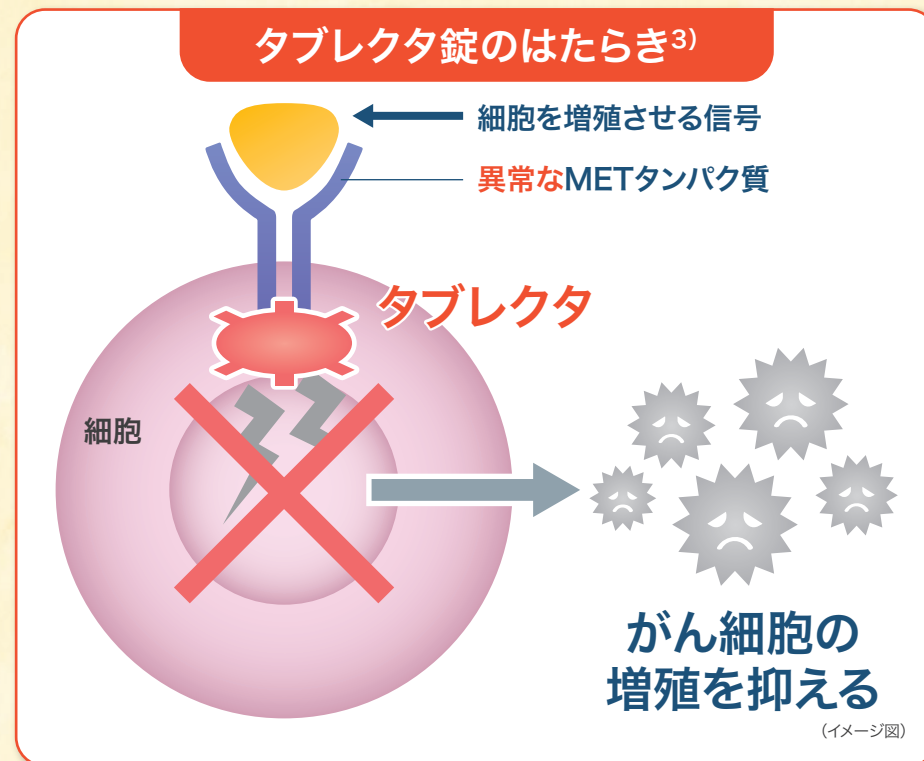 タブレクタ錠のはたらき3)
細胞を増殖させる信号
異常なMETタンパク質
タブレクタ
細胞
がん細胞の
増殖を抑える
(イメージ図)